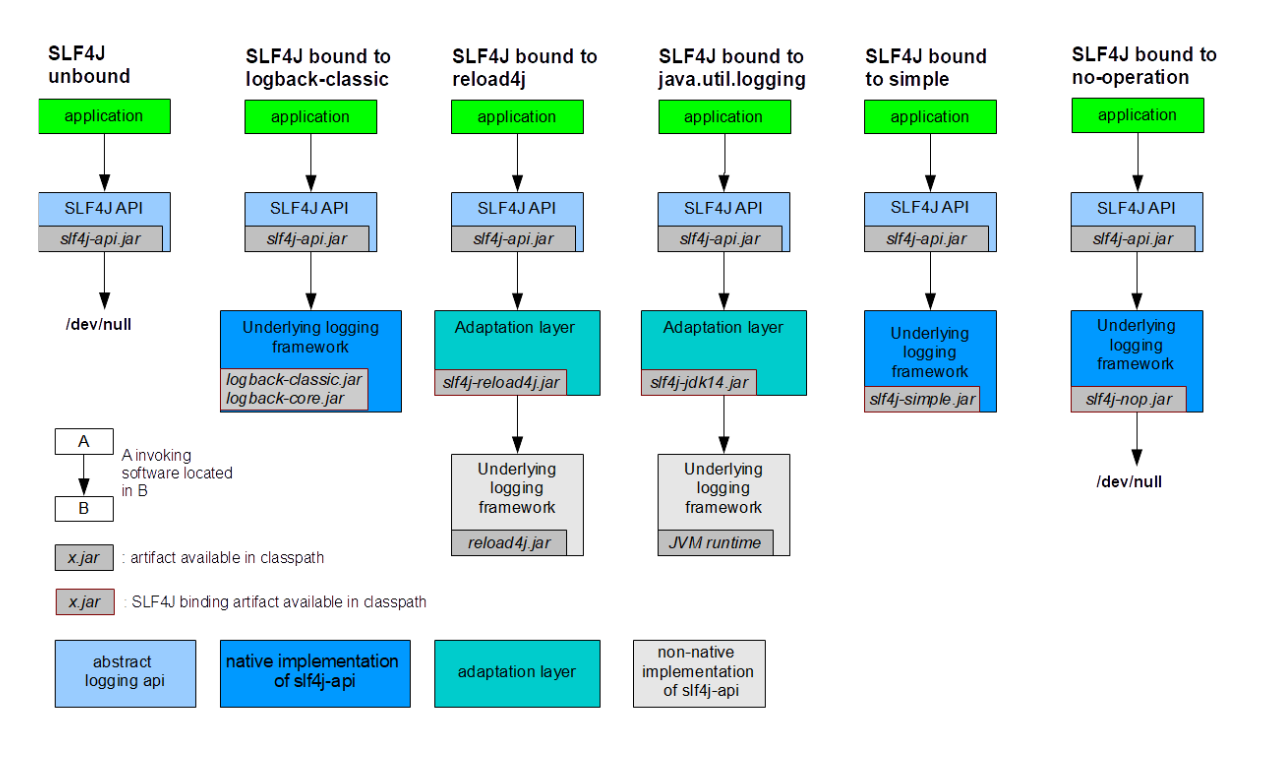 SLF4J
unbound
application
SLF4J API
slf4j-api.jar
/dev/null
SLF4J bound to
logback-classic
application
SLF4J API
slf4j-api.jar
Underlying logging
framework
logback-classic.jar
logback-core.jar
SLF4J bound to
reload4j
application
SLF4J API
slf4j-api.jar
Adaptation layer
slf4j-reload4j.jar
Underlying
logging
framework
reload4j.jar
SLF4J bound to
java.util.logging
application
SLF4J API
slf4j-api.jar
Adaptation layer
slf4j-jdk14.jar
Underlying
logging
framework
JVM runtime
SLF4J bound
to simple
application
SLF4J API
slf4j-api.jar
Underlying
logging
framework
slf4j-simple.jar
SLF4J bound to
no-operation
application
SLF4J API
slf4j-api.jar
Underlying
logging
framework
slf4j-nop.jar
/dev/null
A
B
A invoking
software located
in B
x.jar : artifact available in classpath
x.jar : SLF4J binding artifact available in classpath
abstract
logging api
native implementation
of slf4j-api
adaptation layer
non-native
implementation
of slf4j-api